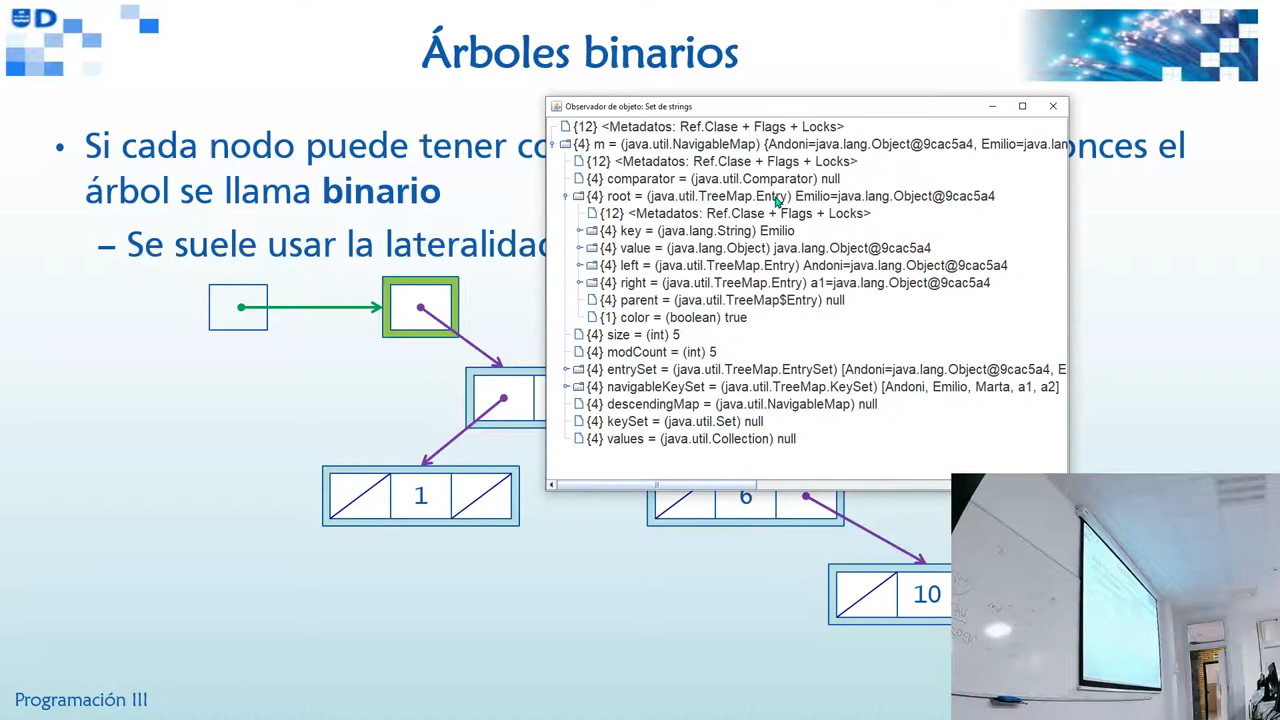 D
Árboles binarios
• Si cada nodo puede tener co
onces el
árbol se llama binario
– Se suele usar la lateralidad
Observador de objeto: Set de strings
{12} <Metadatos: Ref.Clase + Flags + Locks>
{4} m = (java.util.NavigableMap) {Andoni=java.lang.Object@9cac5a4, Emilio=java.lan
{12} <Metadatos: Ref.Clase + Flags + Locks>
{4} comparator = (java.util.Comparator) null
{4} root = (java.util.TreeMap.Entry) Emilio=java.lang.Object@9cac5a4
{12} <Metadatos: Ref.Clase + Flags + Locks>
{4} key = (java.lang.String) Emilio
{4} value = (java.lang.Object) java.lang.Object@9cac5a4
{4} left = (java.util.TreeMap.Entry) Andoni=java.lang.Object@9cac5a4
{4} right = (java.util.TreeMap.Entry) a1=java.lang.Object@9cac5a4
{4} parent = (java.util.TreeMap$Entry) null
{1} color = (boolean) true
{4} size = (int) 5
{4} modCount = (int) 5
{4} entrySet = (java.util.TreeMap.EntrySet) [Andoni=java.lang.Object@9cac5a4, E
{4} navigableKeySet = (java.util.TreeMap.KeySet) [Andoni, Emilio, Marta, a1, a2]
{4} descendingMap = (java.util.NavigableMap) null
{4} keySet = (java.util.Set) null
{4} values = (java.util.Collection) null
1
6
10
Programación III